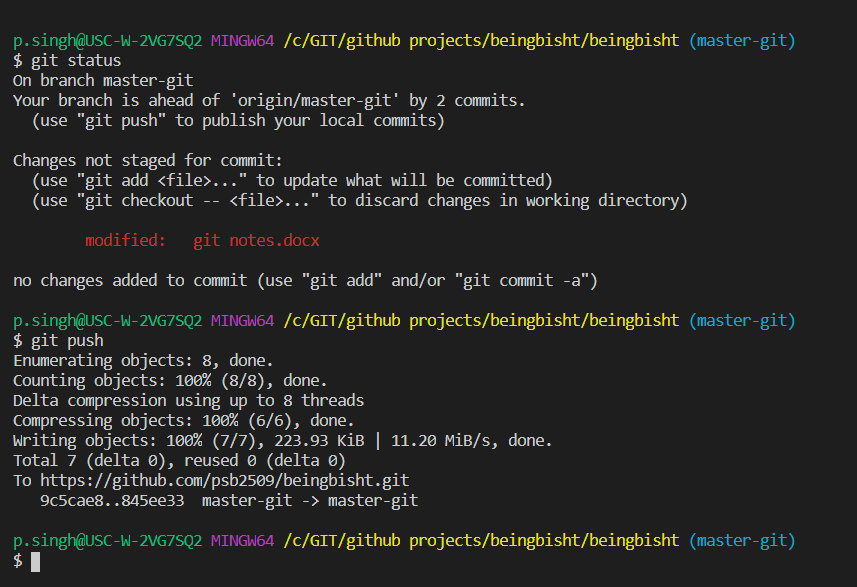 p.singh@USC-W-2VG7SQ2 MINGW64 /c/GIT/github projects/beingbisht/beingbisht (master-git)
$ git status
On branch master-git
Your branch is ahead of 'origin/master-git' by 2 commits.
  (use "git push" to publish your local commits)

Changes not staged for commit:
  (use "git add <file>..." to update what will be committed)
  (use "git checkout -- <file>..." to discard changes in working directory)

        modified:   git notes.docx

no changes added to commit (use "git add" and/or "git commit -a")

p.singh@USC-W-2VG7SQ2 MINGW64 /c/GIT/github projects/beingbisht/beingbisht (master-git)
$ git push
Enumerating objects: 8, done.
Counting objects: 100% (8/8), done.
Delta compression using up to 8 threads
Compressing objects: 100% (6/6), done.
Writing objects: 100% (7/7), 223.93 KiB | 11.20 MiB/s, done.
Total 7 (delta 0), reused 0 (delta 0)
To https://github.com/psb2509/beingbisht.git
   9c5cae8..845ee33  master-git -> master-git

p.singh@USC-W-2VG7SQ2 MINGW64 /c/GIT/github projects/beingbisht/beingbisht (master-git)
$